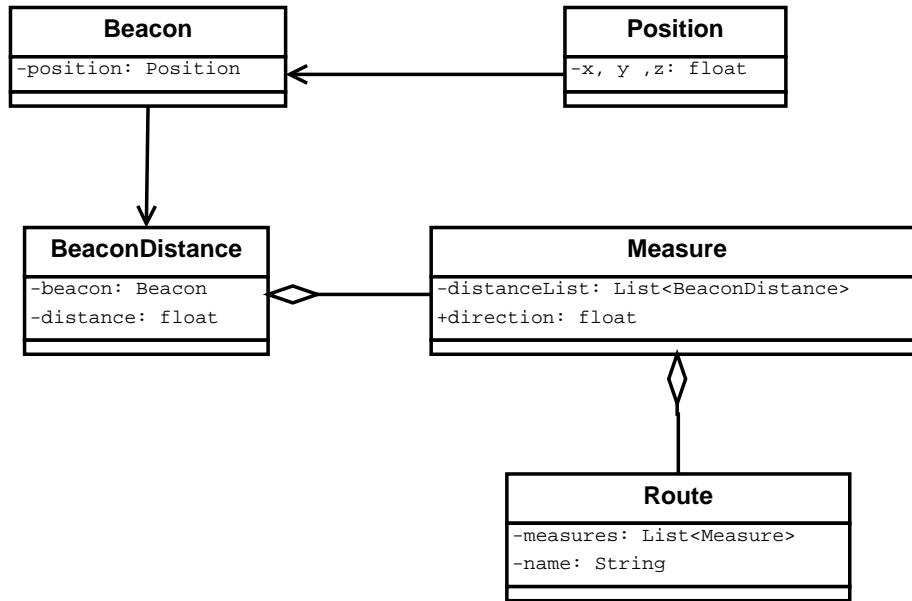 Beacon
-position: Position
Position
-x, y ,z: float
BeaconDistance
-beacon: Beacon
-distance: float
Measure
-distanceList: List<BeaconDistance>
+direction: float
Route
-measures: List<Measure>
-name: String